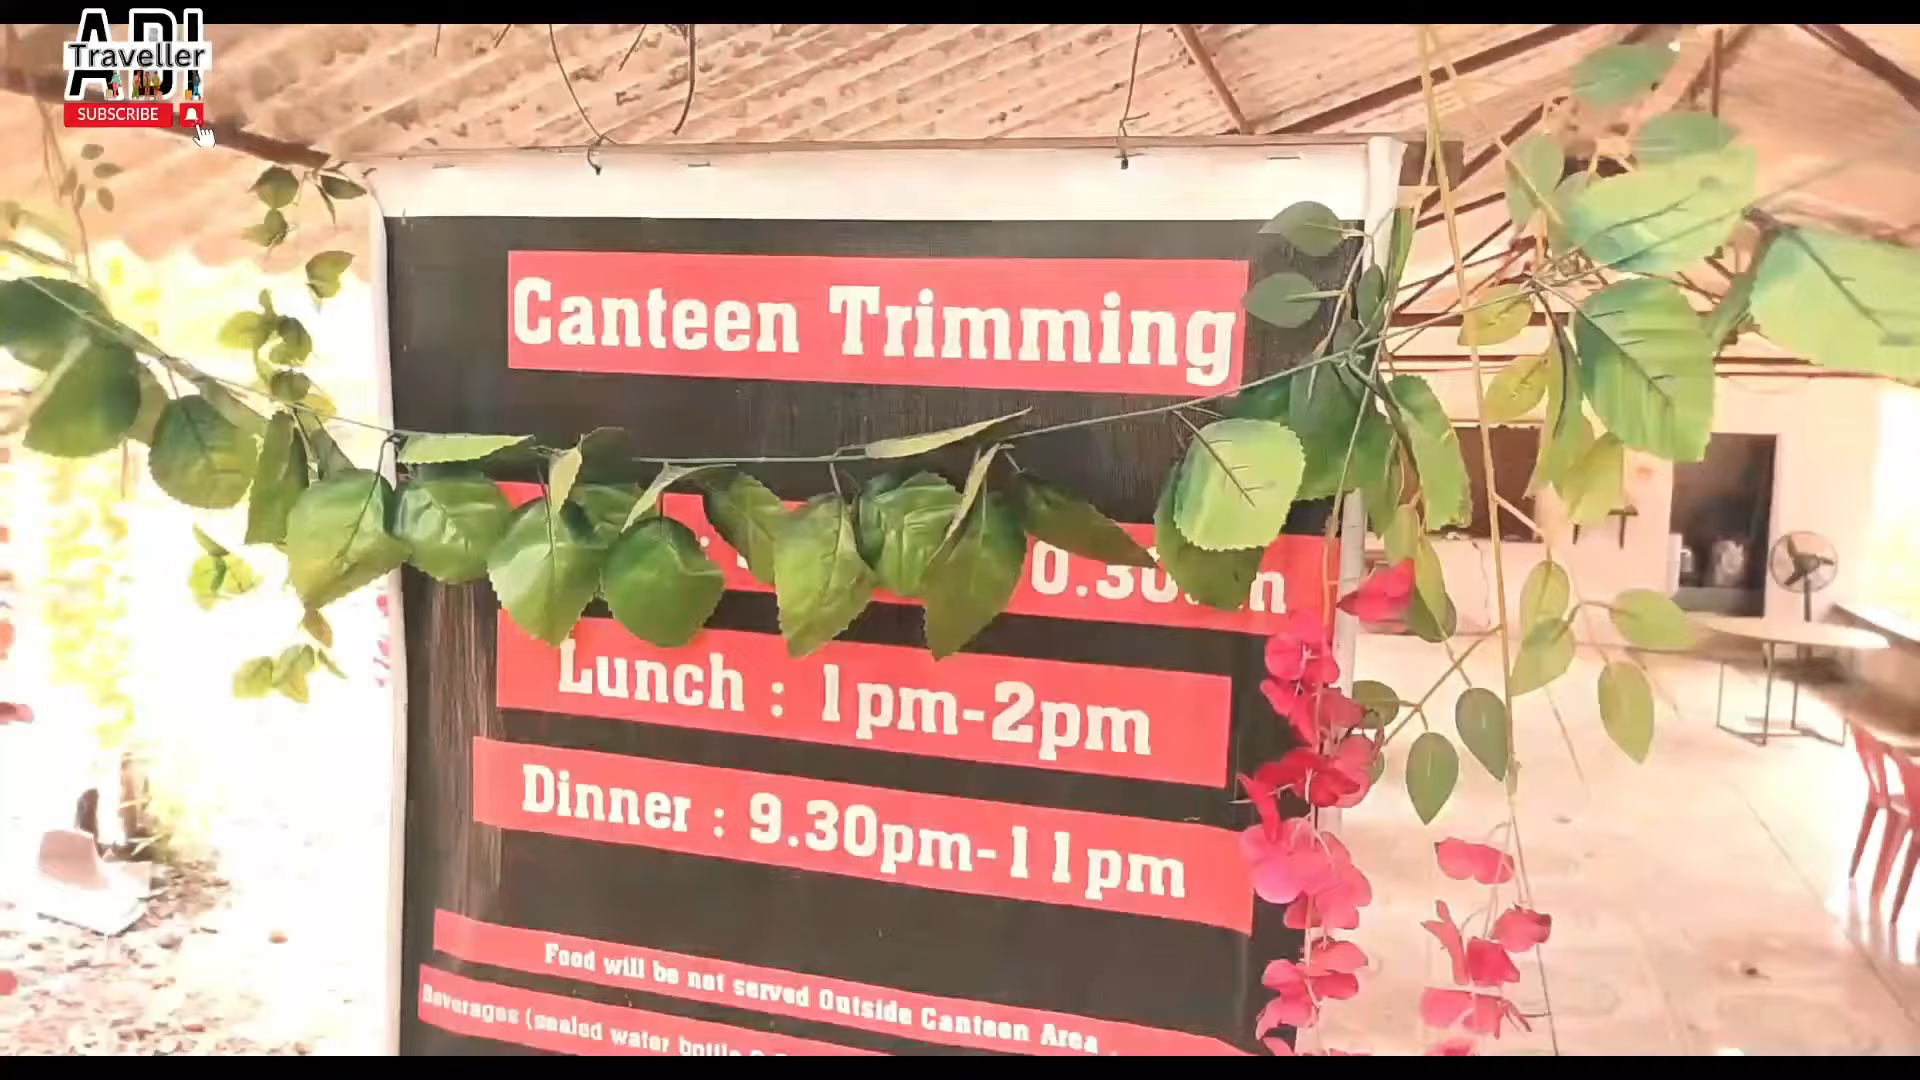 ADI
Traveller
SUBSCRIBE
Canteen Trimming
Lunch : 1pm-2pm
Dinner : 9.30pm-11pm
Food will be not served Outside Canteen Area
Beverages (sealed water bottle